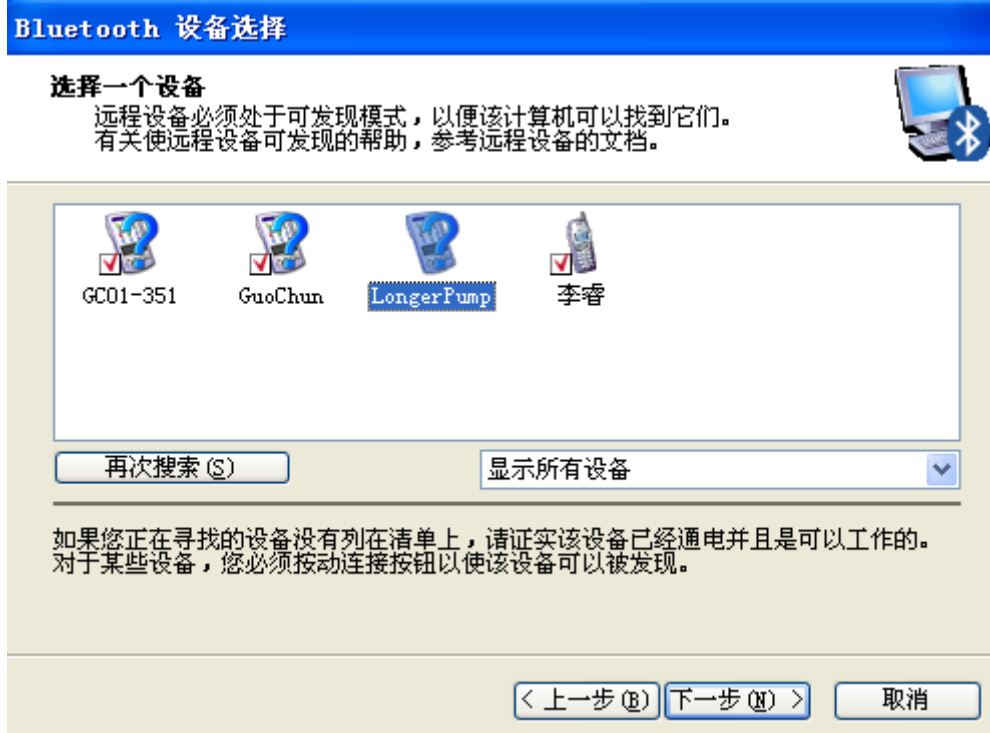 Bluetooth 设备选择
选择一个设备
远程设备必须处于可发现模式，以便该计算机可以找到它们。
有关使远程设备可发现的帮助，参考远程设备的文档。
GC01-351
GuoChun
LongerPump
李睿
再次搜索(S)
显示所有设备
如果您正在寻找的设备没有列在清单上，请证实该设备已经通电并且是可以工作的。
对于某些设备，您必须按动连接按钮以使该设备可以被发现。
< 上一步(B)
下一步(N) >
取消